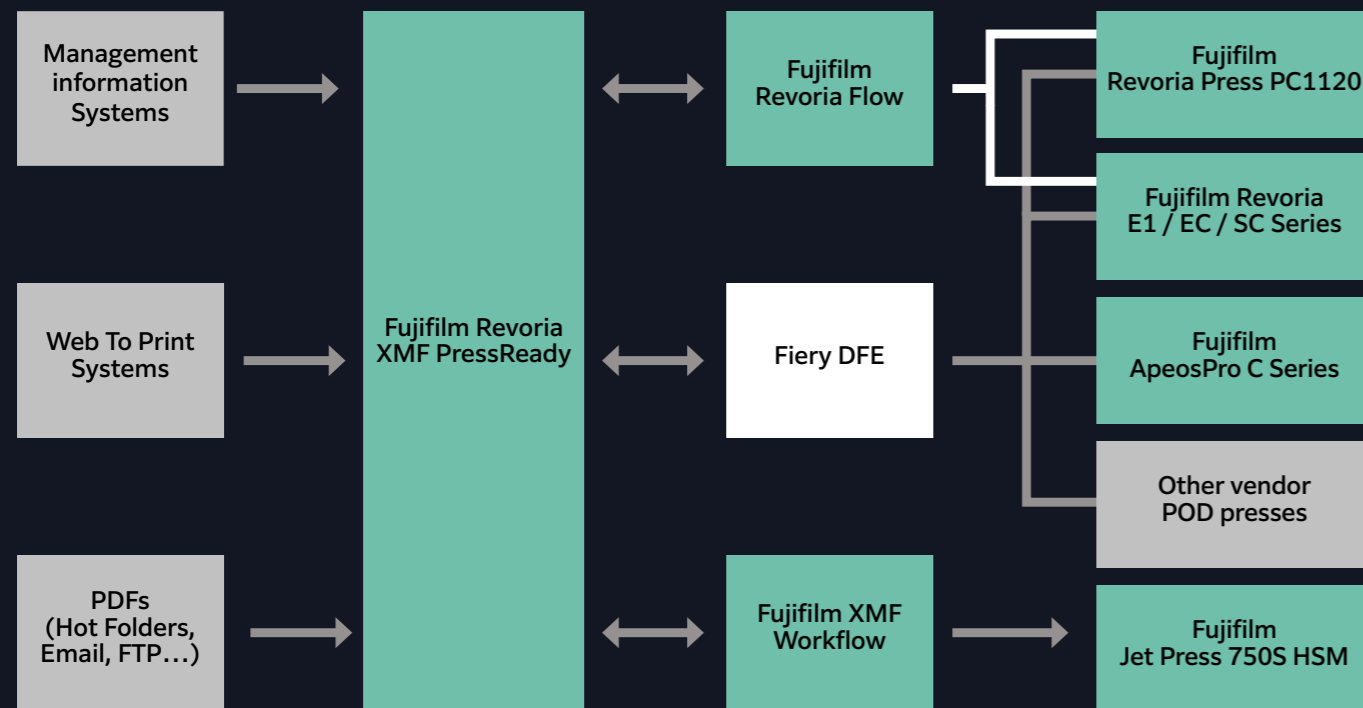 Management
information
Systems
Fujifilm
Revoria Flow
Fujifilm
Revoria Press PC1120
Fujifilm Revoria
E1 / EC / SC Series
Web To Print
Systems
Fujifilm Revoria
XMF PressReady
Fiery DFE
Fujifilm
ApeosPro C Series
Other vendor
POD presses
PDFs
(Hot Folders,
Email, FTP...)
Fujifilm XMF
Workflow
Fujifilm
Jet Press 750S HSM